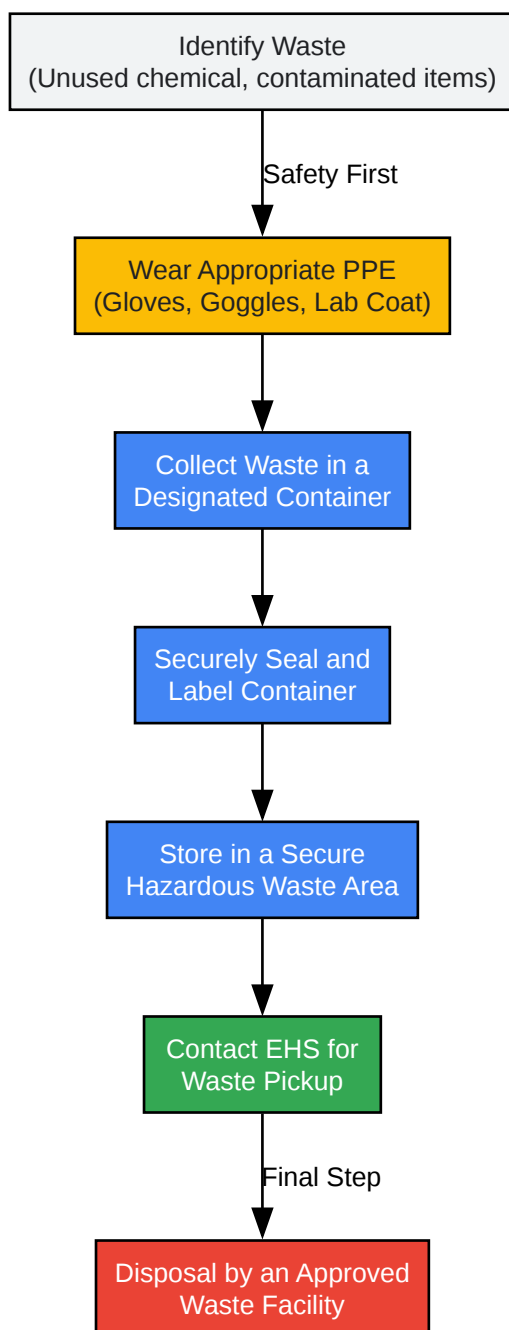 Identify Waste
(Unused chemical, contaminated items)
Safety First
Wear Appropriate PPE
(Gloves, Goggles, Lab Coat)
Collect Waste in a
Designated Container
Securely Seal and
Label Container
Store in a Secure
Hazardous Waste Area
Contact EHS for
Waste Pickup
Final Step
Disposal by an Approved
Waste Facility